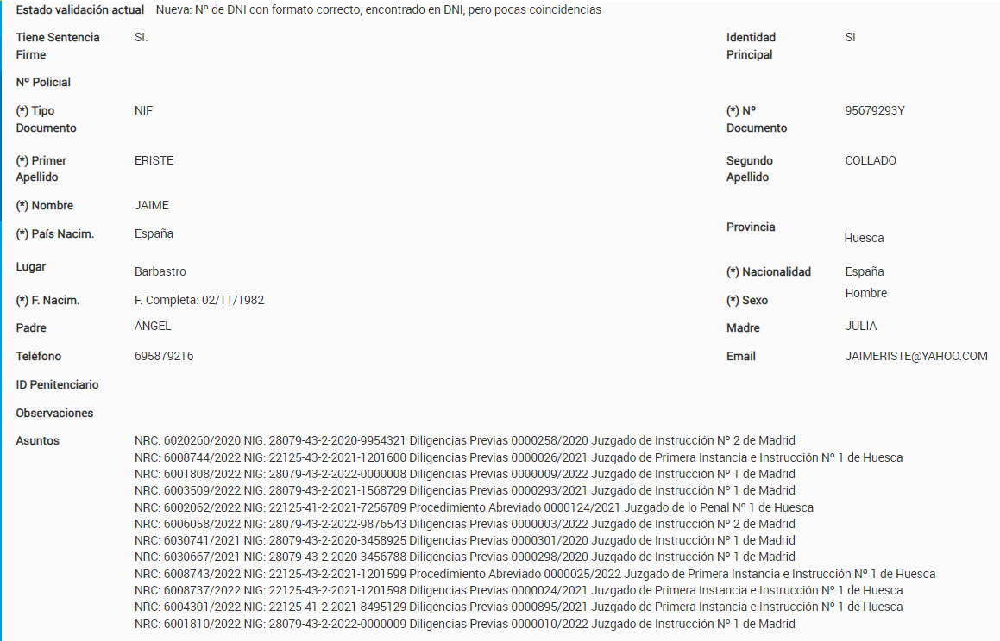 Estado validación actual Nueva: Nº de DNI con formato correcto, encontrado en DNI, pero pocas coincidencias
Tiene Sentencia Firme SI. Identidad Principal SI
Nº Policial
(*) Tipo Documento NIF (*) Nº Documento 95679293Y
(*) Primer Apellido ERISTE Segundo Apellido COLLADO
(*) Nombre JAIME
(*) País Nacim. España Provincia Huesca
Lugar Barbastro (*) Nacionalidad España
(*) F. Nacim. F. Completa: 02/11/1982 (*) Sexo Hombre
Padre ÁNGEL Madre JULIA
Teléfono 695879216 Email JAIMERISTE@YAHOO.COM
ID Penitenciario
Observaciones
Asuntos NRC: 6020260/2020 NIG: 28079-43-2-2020-9954321 Diligencias Previas 0000258/2020 Juzgado de Instrucción Nº 2 de Madrid
NRC: 6008744/2022 NIG: 22125-43-2-2021-1201600 Diligencias Previas 0000026/2021 Juzgado de Primera Instancia e Instrucción Nº 1 de Huesca
NRC: 6001808/2022 NIG: 28079-43-2-2022-0000008 Diligencias Previas 0000009/2022 Juzgado de Instrucción Nº 1 de Madrid
NRC: 6003509/2022 NIG: 28079-43-2-2021-1568729 Diligencias Previas 0000293/2021 Juzgado de Instrucción Nº 1 de Madrid
NRC: 6002062/2022 NIG: 22125-41-2-2021-7256789 Procedimiento Abreviado 0000124/2021 Juzgado de lo Penal Nº 1 de Huesca
NRC: 6006058/2022 NIG: 28079-43-2-2022-9876543 Diligencias Previas 0000003/2022 Juzgado de Instrucción Nº 2 de Madrid
NRC: 6030741/2021 NIG: 28079-43-2-2020-3458925 Diligencias Previas 0000301/2020 Juzgado de Instrucción Nº 1 de Madrid
NRC: 6030667/2021 NIG: 28079-43-2-2020-3456788 Diligencias Previas 0000298/2020 Juzgado de Instrucción Nº 1 de Madrid
NRC: 6008743/2022 NIG: 22125-43-2-2021-1201599 Procedimiento Abreviado 0000025/2022 Juzgado de Primera Instancia e Instrucción Nº 1 de Huesca
NRC: 6008737/2022 NIG: 22125-43-2-2021-1201598 Diligencias Previas 0000024/2021 Juzgado de Primera Instancia e Instrucción Nº 1 de Huesca
NRC: 6004301/2022 NIG: 22125-41-2-2021-8495129 Diligencias Previas 0000895/2021 Juzgado de Primera Instancia e Instrucción Nº 1 de Huesca
NRC: 6001810/2022 NIG: 28079-43-2-2022-0000009 Diligencias Previas 0000010/2022 Juzgado de Instrucción Nº 1 de Madrid